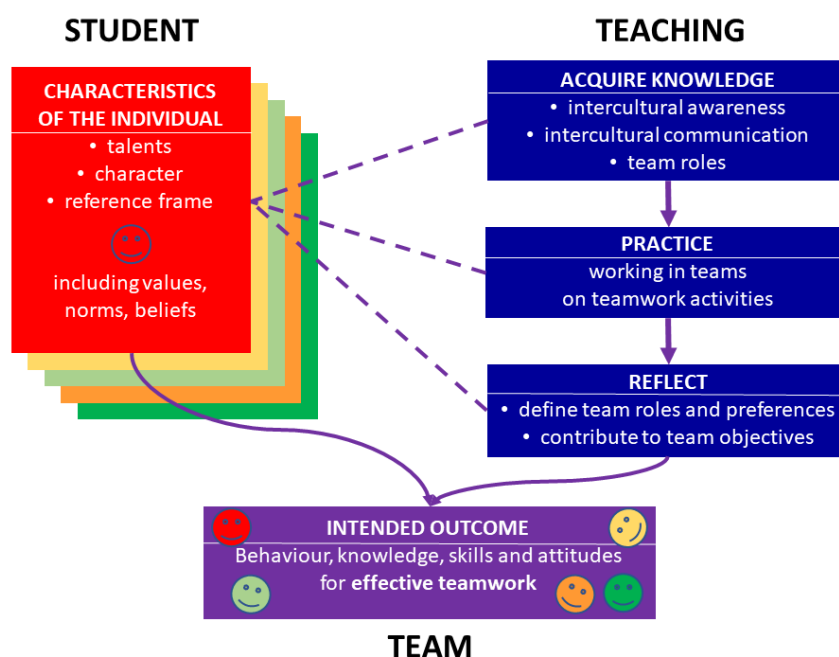 STUDENT
CHARACTERISTICS
OF THE INDIVIDUAL
• talents
• character
• reference frame
including values,
norms, beliefs
TEACHING
ACQUIRE KNOWLEDGE
• intercultural awareness
• intercultural communication
• team roles
PRACTICE
working in teams
on teamwork activities
REFLECT
• define team roles and preferences
• contribute to team objectives
INTENDED OUTCOME
Behaviour, knowledge, skills and attitudes
for effective teamwork
TEAM